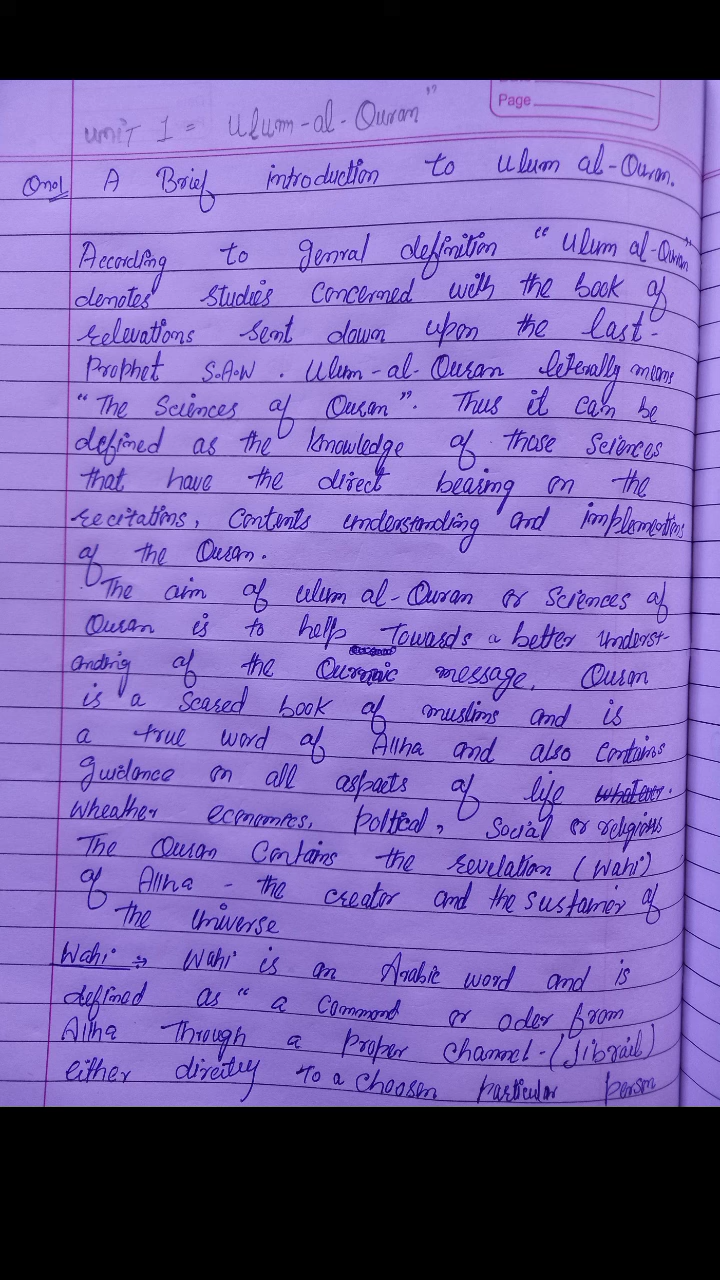 Page
unit 1 = Ulum-al-Quran"
Qno1 A Brief introduction to Ulum al-Quran.
According to genral definition "Ulum al-Quran"
denotes studies concerned with the book of
relevations sent down upon the last-
Prophet S.A.W. Ulum-al-Quran leterally means
"The Sciences of Quran". Thus it can be
defined as the knowledge of those Sciences
that have the direct bearing on the
recitations, Contents understanding and implementions
of the Quran.
The aim of ulum al-Quran or Sciences of
Quran is to help Towards a better underst-
anding of the Quranic message. Quran
is a Scared book of muslims and is
a true word of Allha and also Contains
guidance on all aspaets of life whatever.
wheather economies, Poltical, Social or religious
The Quran Contains the revelation (wahi)
of Allha - the creator and the sustamer of
the universe
Wahi → Wahi is an Arabic word and is
defined as "a Command or oder from
Allha Through a Proper Channel-(Jibrail)
either directly to a Choosen particular person